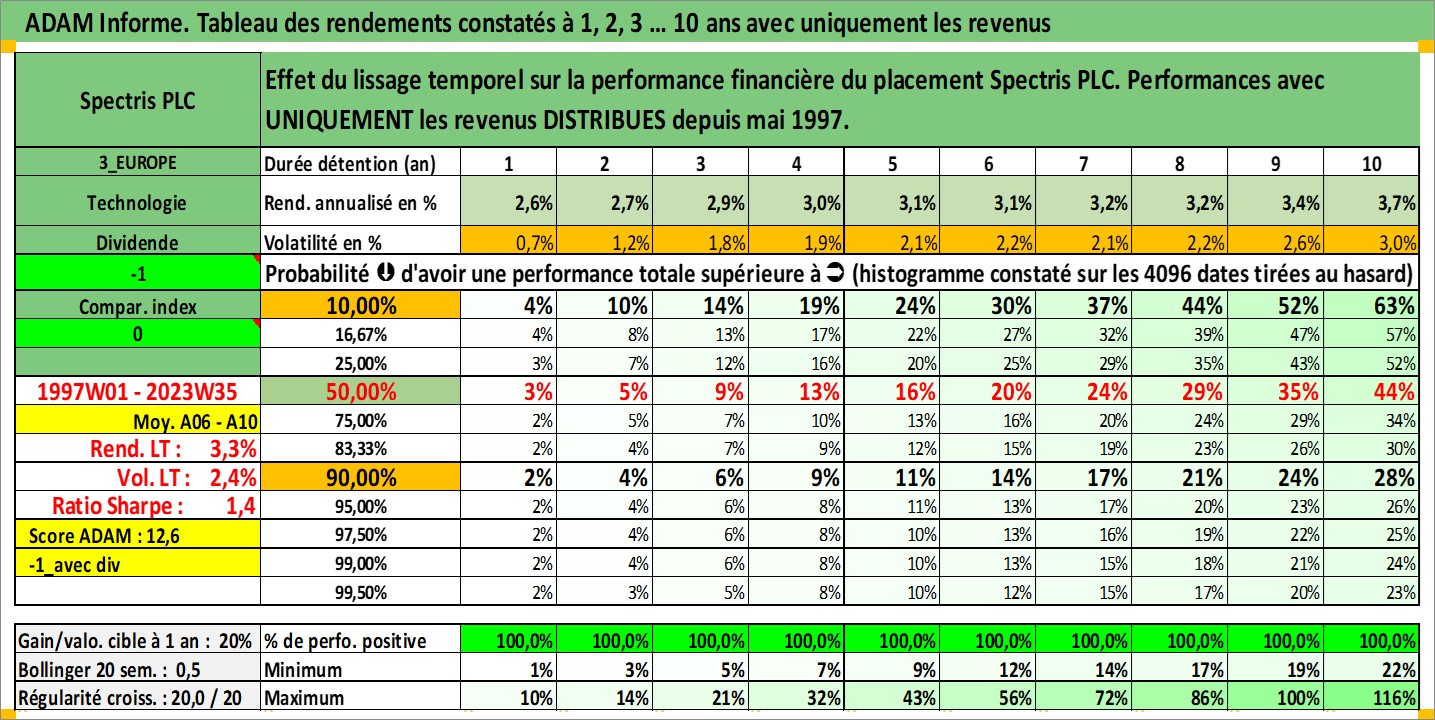 ADAM Informe. Tableau des rendements constatés à 1, 2, 3 ... 10 ans avec uniquement les revenus
Spectris PLC
Effet du lissage temporel sur la performance financière du placement Spectris PLC. Performances avec
UNIQUEMENT les revenus DISTRIBUES depuis mai 1997.
3_EUROPE Durée détention (an) 1 2 3 4 5 6 7 8 9 10
Technologie Rend. annualisé en % 2,6% 2,7% 2,9% 3,0% 3,1% 3,1% 3,2% 3,2% 3,4% 3,7%
Dividende Volatilité en % 0,7% 1,2% 1,8% 1,9% 2,1% 2,2% 2,1% 2,2% 2,6% 3,0%
-1 Probabilité d'avoir une performance totale supérieure à (histogramme constaté sur les 4096 dates tirées au hasard)
Compar. index 10,00% 4% 10% 14% 19% 24% 30% 37% 44% 52% 63%
0 16,67% 4% 8% 13% 17% 22% 27% 32% 39% 47% 57%
25,00% 3% 7% 12% 16% 20% 25% 29% 35% 43% 52%
1997W01 - 2023W35 50,00% 3% 5% 9% 13% 16% 20% 24% 29% 35% 44%
Moy. A06 - A10 75,00% 2% 5% 7% 10% 13% 16% 20% 24% 29% 34%
Rend. LT : 3,3% 83,33% 2% 4% 7% 9% 12% 15% 19% 23% 26% 30%
Vol. LT : 2,4% 90,00% 2% 4% 6% 9% 11% 14% 17% 21% 24% 28%
Ratio Sharpe : 1,4 95,00% 2% 4% 6% 8% 11% 13% 17% 20% 23% 26%
Score ADAM : 12,6 97,50% 2% 4% 6% 8% 10% 13% 16% 19% 22% 25%
-1_avec div 99,00% 2% 4% 6% 8% 10% 13% 15% 18% 21% 24%
99,50% 2% 3% 5% 8% 10% 12% 15% 17% 20% 23%
Gain/valo. cible à 1 an : 20% % de perfo. positive 100,0% 100,0% 100,0% 100,0% 100,0% 100,0% 100,0% 100,0% 100,0% 100,0%
Bollinger 20 sem. : 0,5 Minimum 1% 3% 5% 7% 9% 12% 14% 17% 19% 22%
Régularité croiss. : 20,0 / 20 Maximum 10% 14% 21% 32% 43% 56% 72% 86% 100% 116%